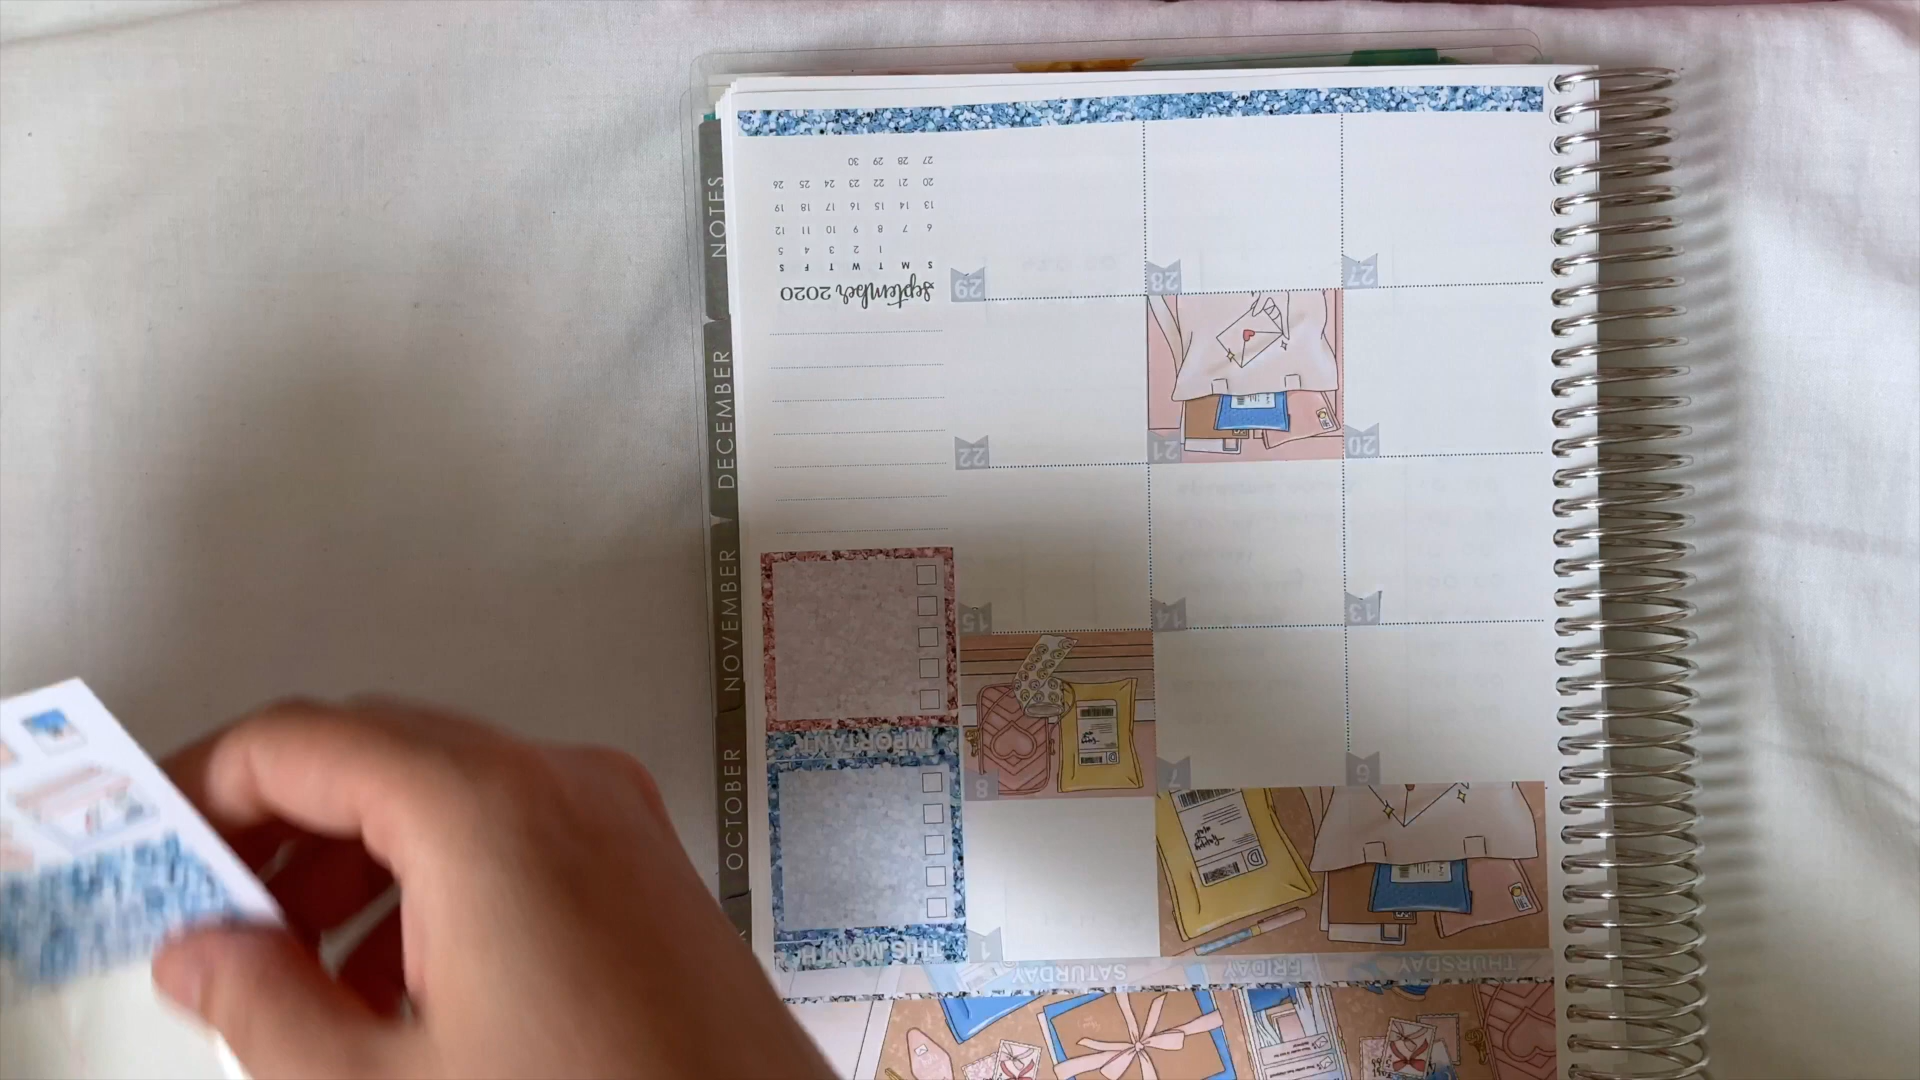 THURSDAY FRIDAY SATURDAY
1 THIS MONTH
6 7 8
IMPORTANT
13 14 15
20 21 22
27 28 29
September 2020
S M T W T F S
1 2 3 4 5
6 7 8 9 10 11 12
13 14 15 16 17 18 19
20 21 22 23 24 25 26
27 28 29 30
OCTOBER
NOVEMBER
DECEMBER
NOTES